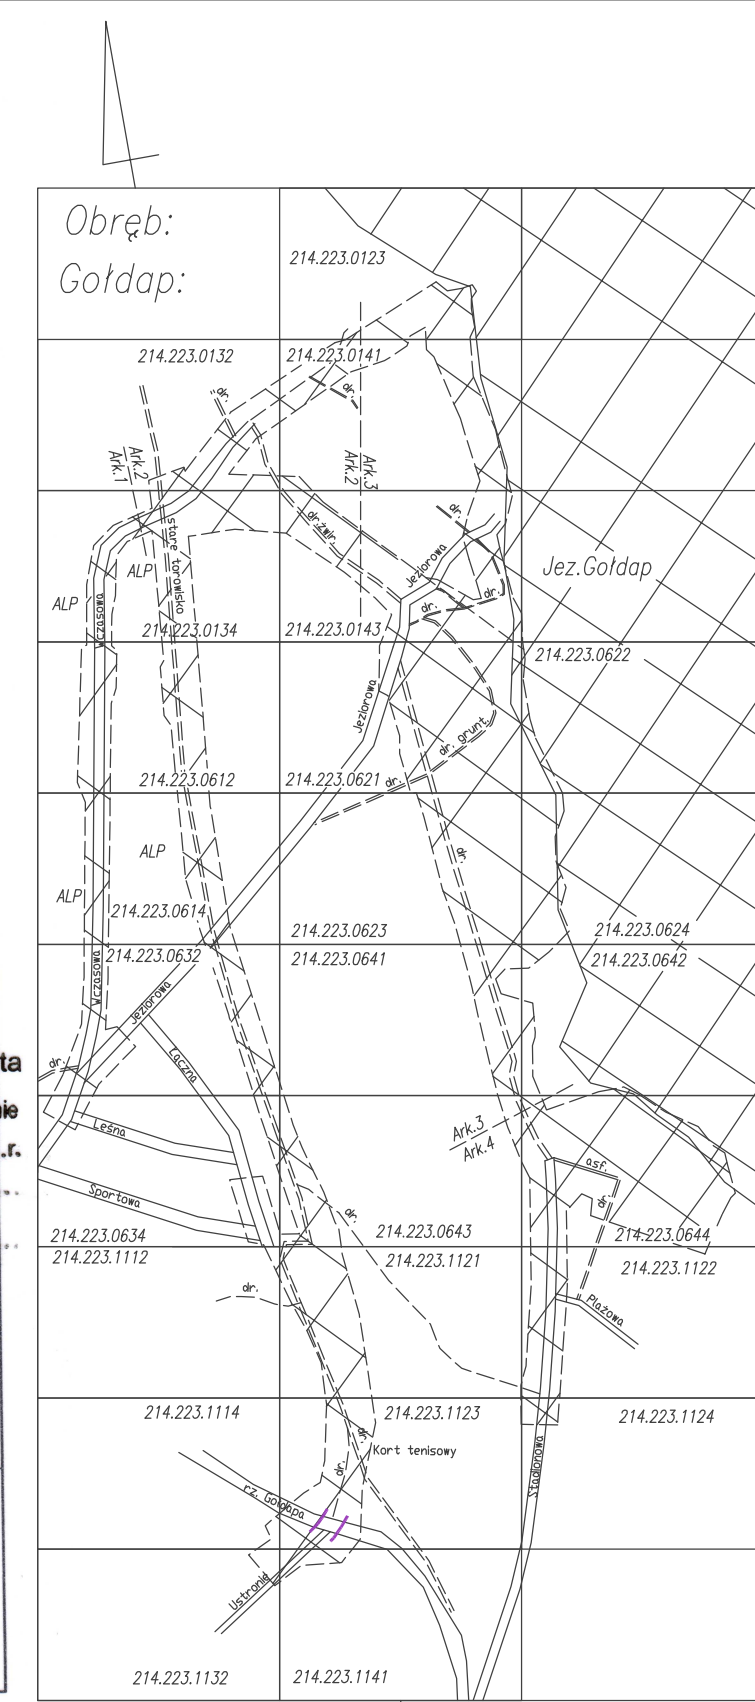 Obręb:
Gołdap:
214.223.0123
214.223.0132
214.223.0141
dr.
dr.
Ark.2
Ark.1
Ark.3
Ark.2
stare torowisko
dr.żwir.
dr.
Jeziorowa
Jez.Gołdap
ALP
ALP
Wczasowa
dr.
dr.
214.223.0134
214.223.0143
214.223.0622
Jeziorowa
dr. grunt.
214.223.0612
214.223.0621
dr.
ALP
dr.
ALP
214.223.0614
214.223.0623
214.223.0624
214.223.0632
214.223.0641
214.223.0642
Wczasowa
Jeziorowa
dr.
Łączna
ta
nie
.r.
Leśna
Ark.3
Ark.4
asf.
dr.
Sportowa
dr.
214.223.0634
214.223.0643
214.223.0644
214.223.1112
214.223.1121
214.223.1122
dr.
Plażowa
214.223.1114
214.223.1123
214.223.1124
dr.
Kort tenisowy
dr.
Stadionowa
rz. Gołdapa
Ustronie
214.223.1132
214.223.1141